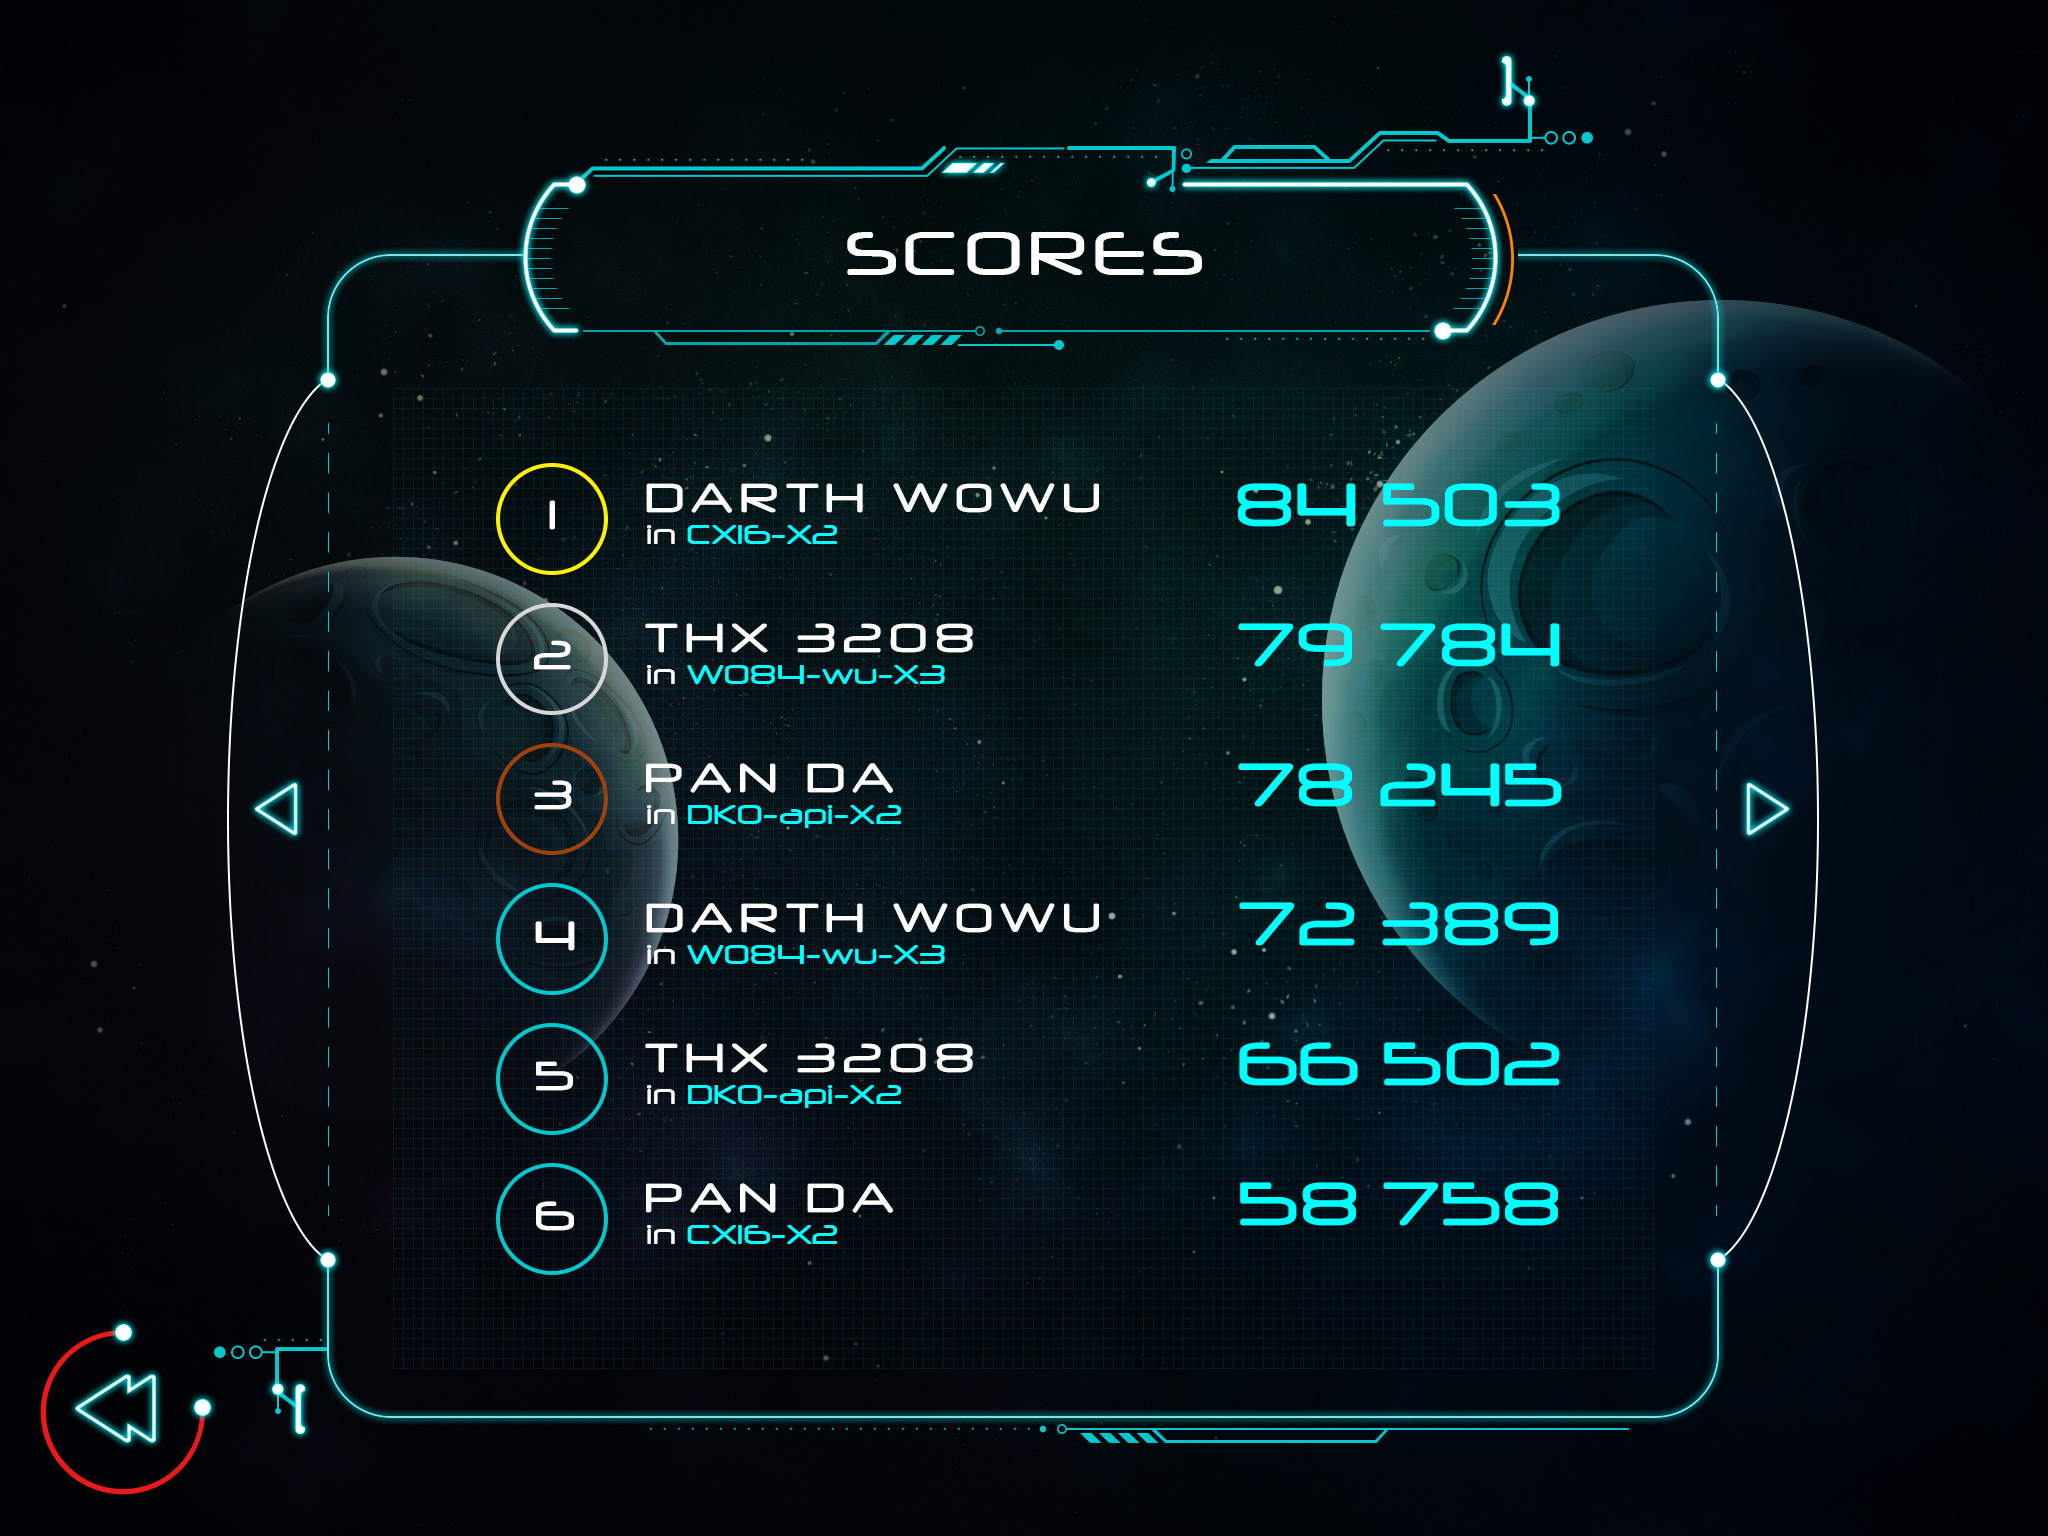 SCORES
1 DARTH WOWU 84 503
in CX16-X2
2 THX 3208 79 784
in W084-wu-X3
3 PAN DA 78 245
in DK0-api-X2
4 DARTH WOWU 72 389
in W084-wu-X3
5 THX 3208 66 502
in DK0-api-X2
6 PAN DA 58 758
in CX16-X2